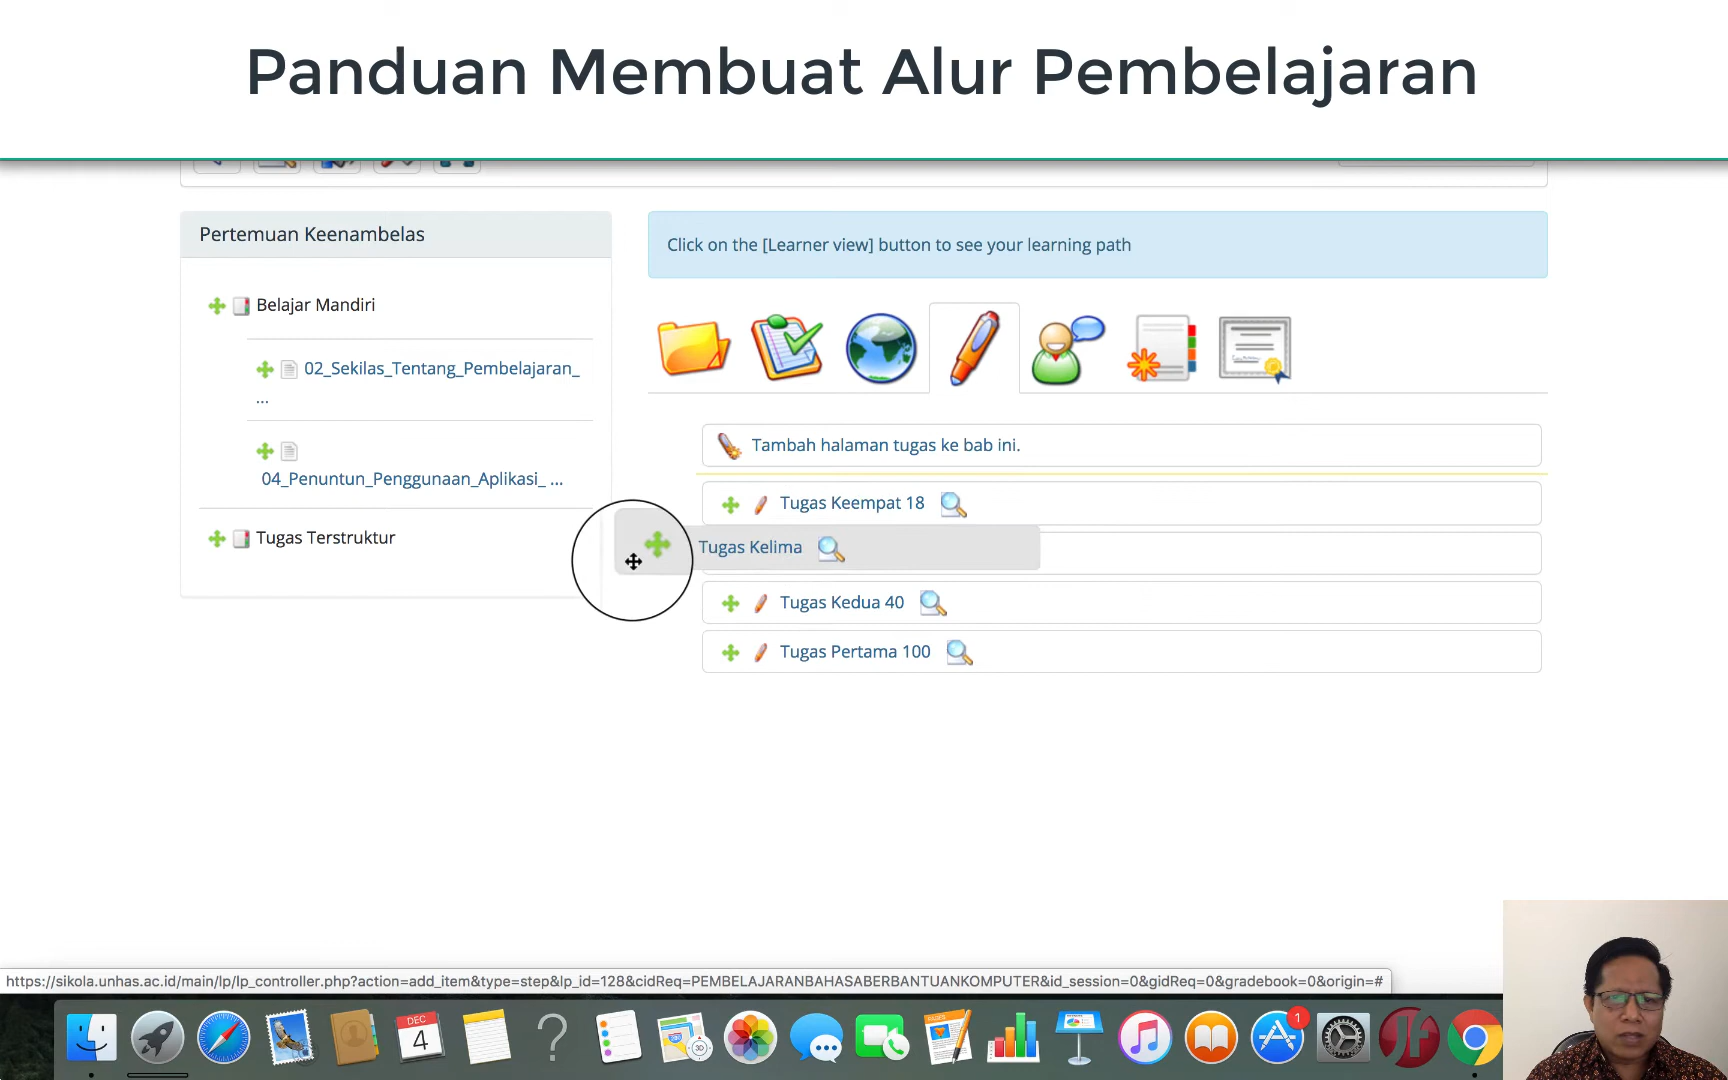 Panduan Membuat Alur Pembelajaran
Pertemuan Keenambelas
Belajar Mandiri
02_Sekilas_Tentang_Pembelajaran_
...
04_Penuntun_Penggunaan_Aplikasi_ ...
Tugas Terstruktur
Click on the [Learner view] button to see your learning path
Tambah halaman tugas ke bab ini.
Tugas Keempat 18
Tugas Kelima
Tugas Kedua 40
Tugas Pertama 100
https://sikola.unhas.ac.id/main/lp/lp_controller.php?action=add_item&type=step&lp_id=128&cidReq=PEMBELAJARANBAHASABERBANTUANKOMPUTER&id_session=0&gidReq=0&gradebook=0&origin=#
DEC
4
PAGES
3D
1